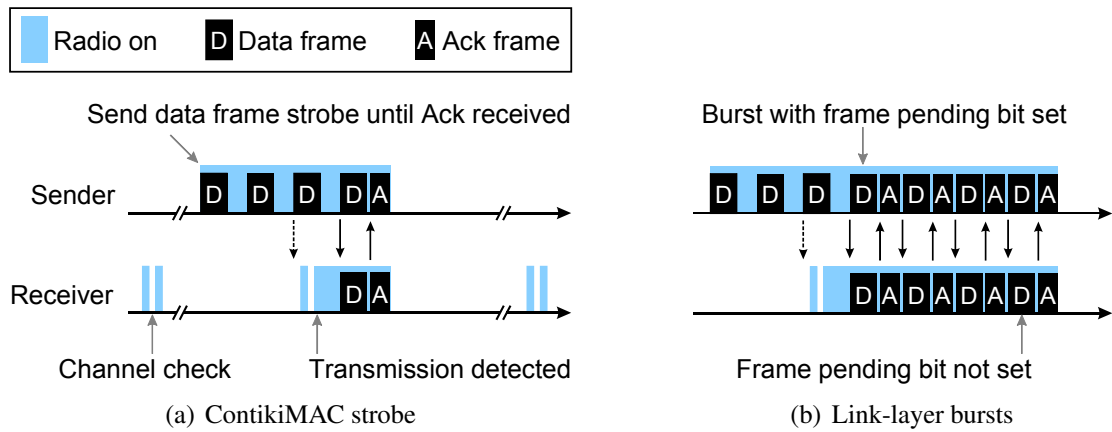 D Data frame
Radio on
A Ack frame
Send data frame strobe until Ack received
Burst with frame pending bit set
Sender
D D D D A
D D D D A D A D A D A
Receiver
D A
D A D A D A D A
Channel check
Transmission detected
Frame pending bit not set
(a) ContikiMAC strobe
(b) Link-layer bursts